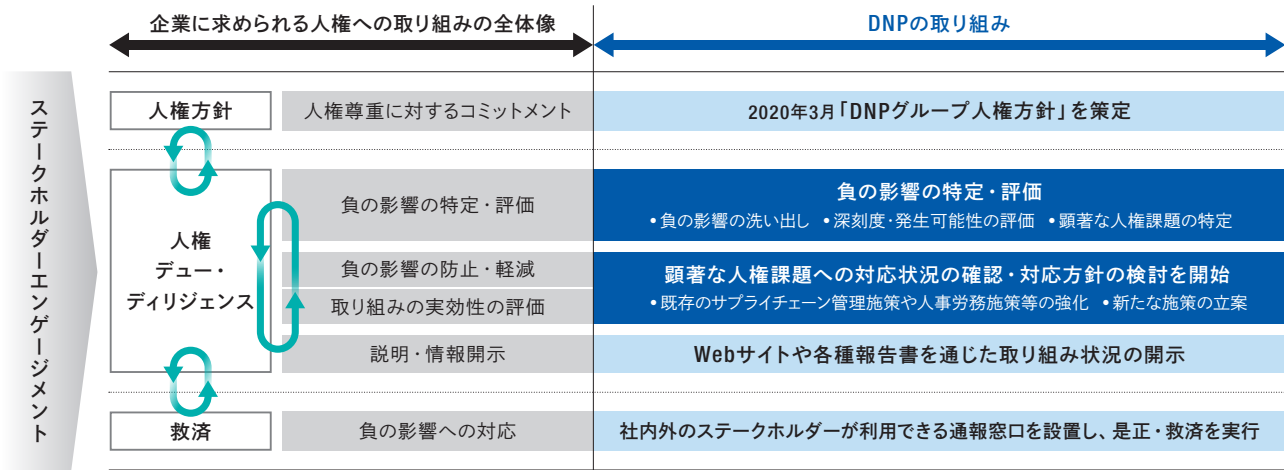 企業に求められる人権への取り組みの全体像
DNPの取り組み
ステークホルダーエンゲージメント
人権方針
人権尊重に対するコミットメント
2020年3月「DNPグループ人権方針」を策定
人権
デュー・
ディリジェンス
負の影響の特定・評価
負の影響の特定・評価
•負の影響の洗い出し •深刻度・発生可能性の評価 •顕著な人権課題の特定
負の影響の防止・軽減
取り組みの実効性の評価
顕著な人権課題への対応状況の確認・対応方針の検討を開始
•既存のサプライチェーン管理施策や人事労務施策等の強化 •新たな施策の立案
説明・情報開示
Webサイトや各種報告書を通じた取り組み状況の開示
救済
負の影響への対応
社内外のステークホルダーが利用できる通報窓口を設置し、是正・救済を実行